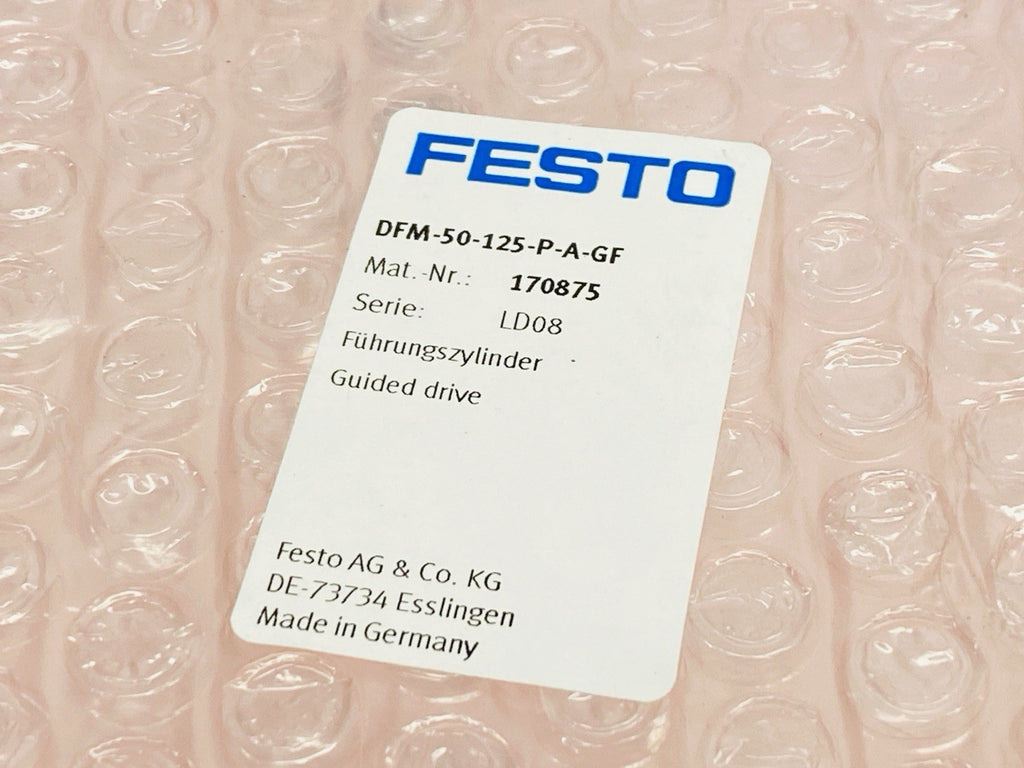 FESTO
DFM-50-125-P-A-GF
Mat.-Nr.: 170875
Serie: LD08
Führungszylinder
Guided drive
Festo AG & Co. KG
DE-73734 Esslingen
Made in Germany